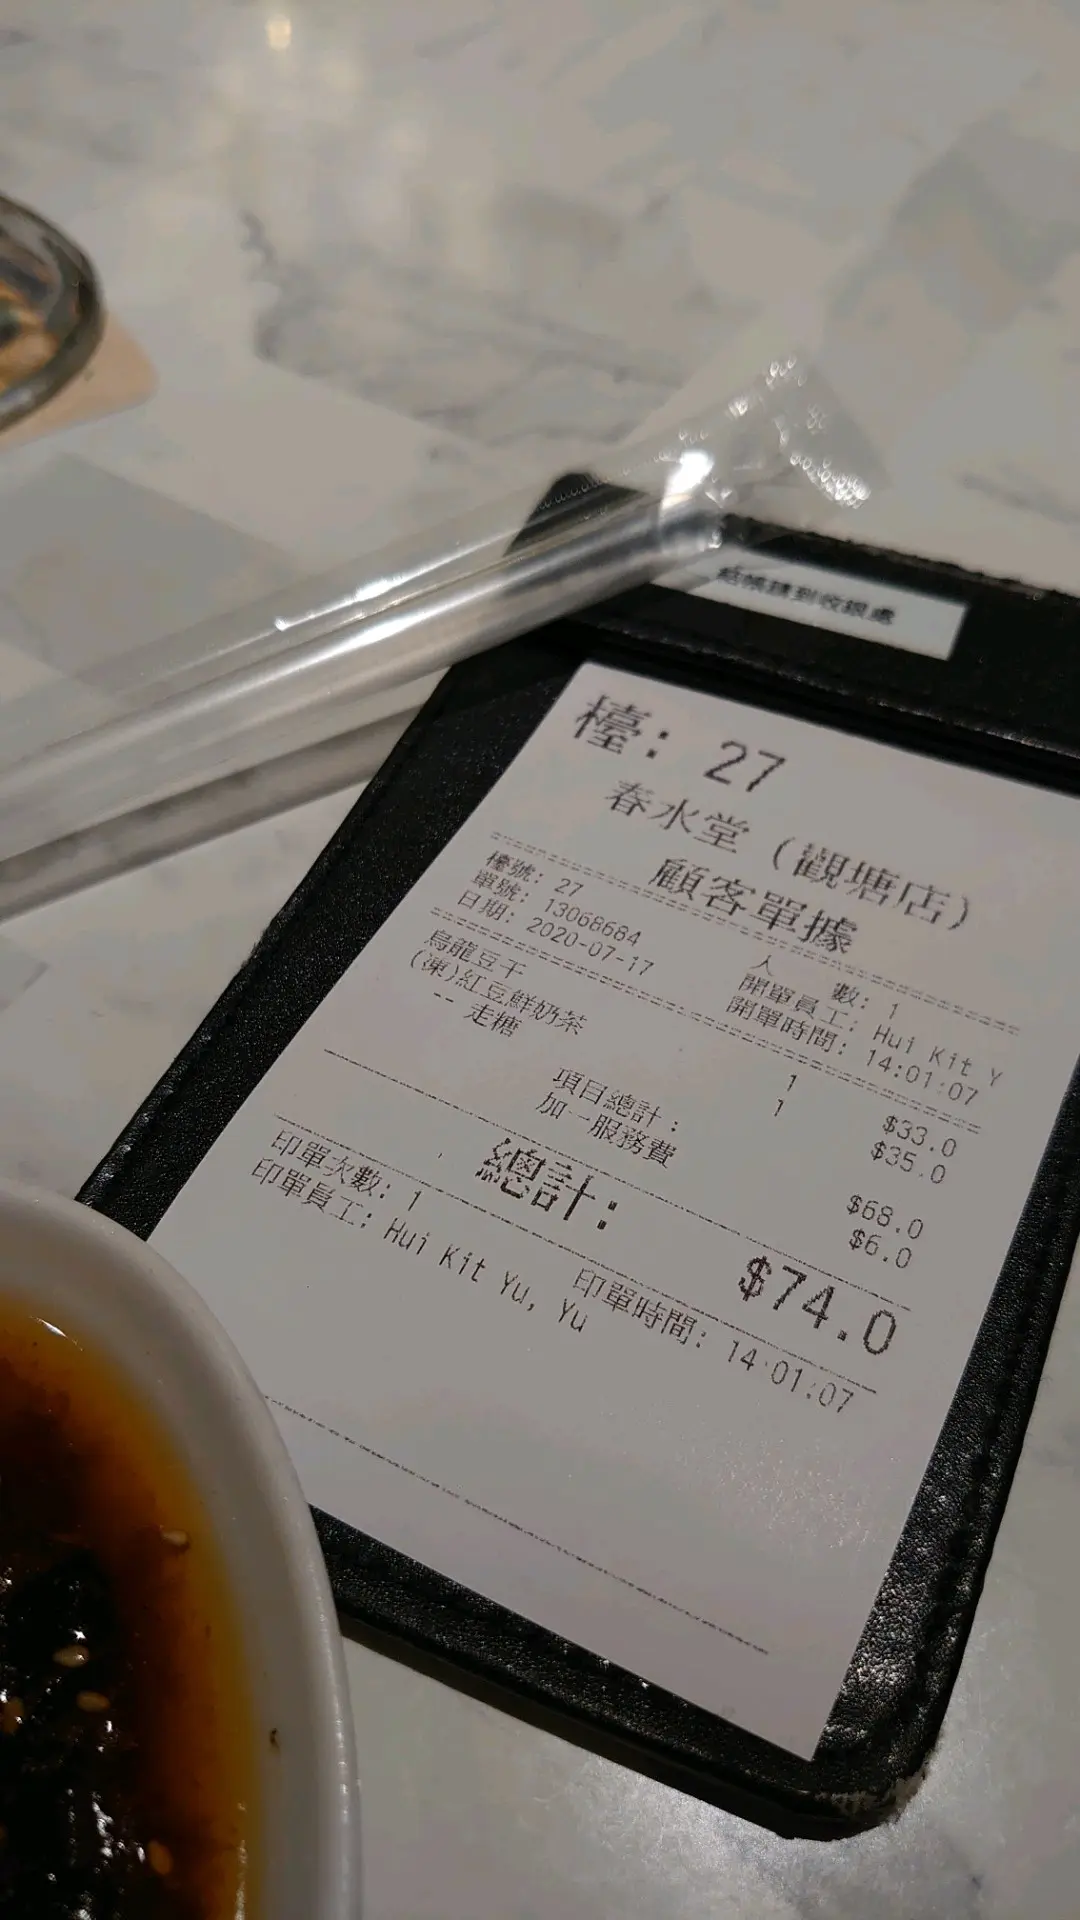 結帳請到收銀處
檯: 27
春水堂 (觀塘店)
顧客單據
檯號: 27
人 數: 1
單號: 13068684
開單員工: Hui Kit Y
日期: 2020-07-17
開單時間: 14:01:07
烏龍豆干 1 $33.0
(凍)紅豆鮮奶茶 1 $35.0
-- 走糖
項目總計: $68.0
加一服務費 $6.0
總計: $74.0
印單次數: 1
印單時間: 14:01:07
印單員工: Hui Kit Yu, Yu